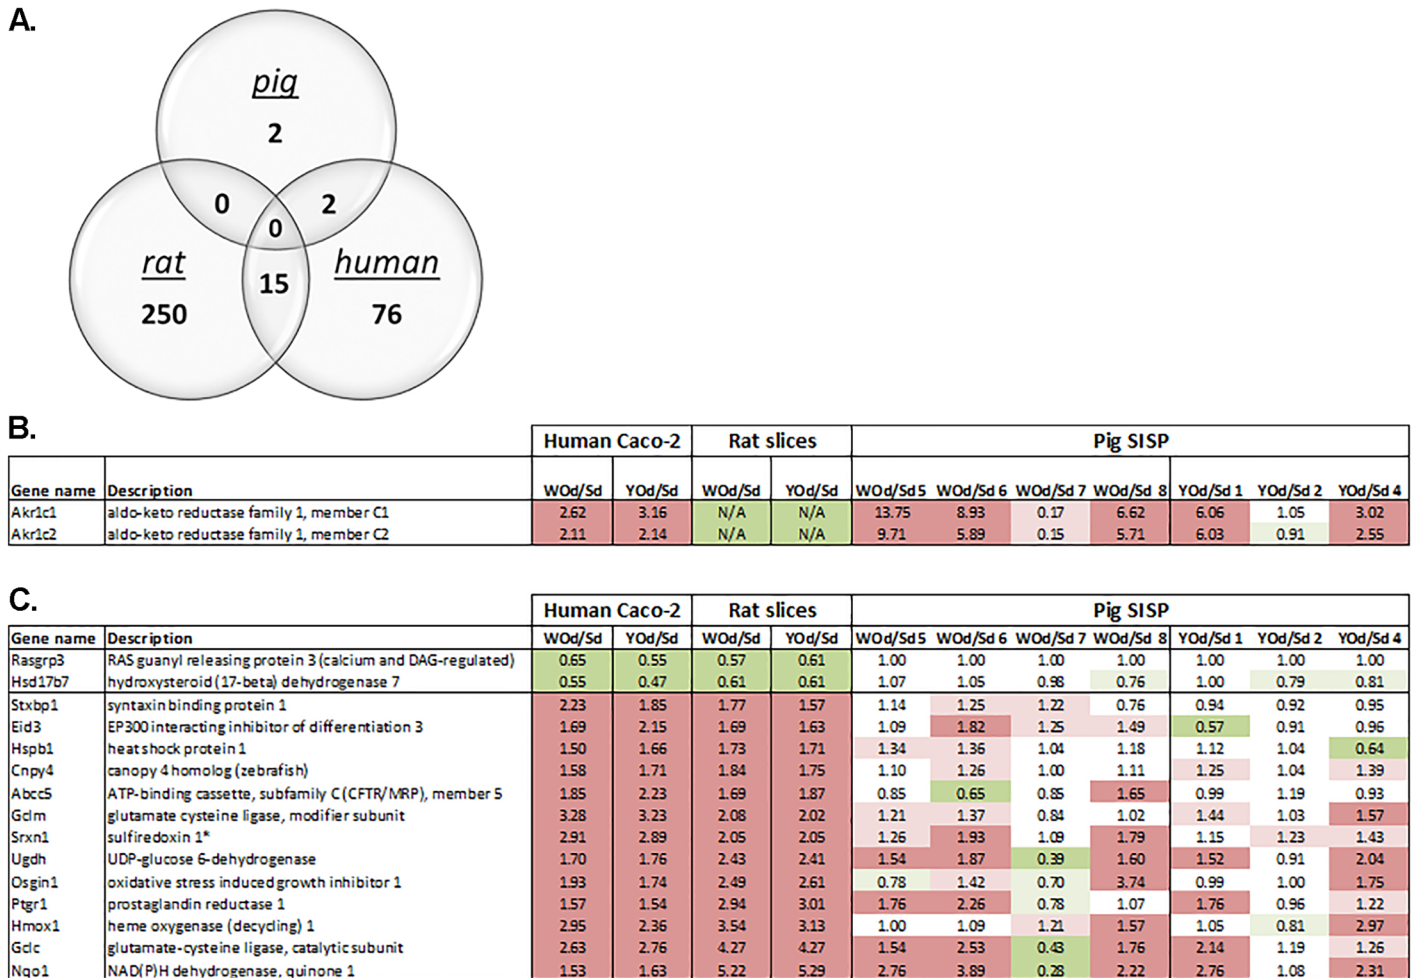 A.
pig
2
0 2
0
rat human
15
250 76
B.
Human Caco-2 Rat slices Pig SISP
Gene name Description WOd/Sd YOd/Sd WOd/Sd YOd/Sd WOd/Sd 5 WOd/Sd 6 WOd/Sd 7 WOd/Sd 8 YOd/Sd 1 YOd/Sd 2 YOd/Sd 4
Akr1c1 aldo-keto reductase family 1, member C1 2.62 3.16 N/A N/A 13.75 8.93 0.17 6.62 6.06 1.05 3.02
Akr1c2 aldo-keto reductase family 1, member C2 2.11 2.14 N/A N/A 9.71 5.89 0.15 5.71 6.03 0.91 2.55
C.
Human Caco-2 Rat slices Pig SISP
Gene name Description WOd/Sd YOd/Sd WOd/Sd YOd/Sd WOd/Sd 5 WOd/Sd 6 WOd/Sd 7 WOd/Sd 8 YOd/Sd 1 YOd/Sd 2 YOd/Sd 4
Rasgrp3 RAS guanyl releasing protein 3 (calcium and DAG-regulated) 0.65 0.55 0.57 0.61 1.00 1.00 1.00 1.00 1.00 1.00 1.00
Hsd17b7 hydroxysteroid (17-beta) dehydrogenase 7 0.55 0.47 0.61 0.61 1.07 1.05 0.98 0.76 1.00 0.79 0.81
Stxbp1 syntaxin binding protein 1 2.23 1.85 1.77 1.57 1.14 1.25 1.22 0.76 0.94 0.92 0.95
Eid3 EP300 interacting inhibitor of differentiation 3 1.69 2.15 1.69 1.63 1.09 1.82 1.25 1.49 0.57 0.91 0.96
Hspb1 heat shock protein 1 1.50 1.66 1.73 1.71 1.34 1.36 1.04 1.18 1.12 1.04 0.64
Cnpy4 canopy 4 homolog (zebrafish) 1.58 1.71 1.84 1.75 1.10 1.26 1.00 1.11 1.25 1.04 1.39
Abcc5 ATP-binding cassette, subfamily C (CFTR/MRP), member 5 1.85 2.23 1.69 1.87 0.85 0.65 0.85 1.65 0.99 1.19 0.93
Gclm glutamate cysteine ligase, modifier subunit 3.28 3.23 2.08 2.02 1.21 1.37 0.84 1.02 1.44 1.03 1.57
Srxn1 sulfiredoxin 1* 2.91 2.89 2.05 2.05 1.26 1.93 1.09 1.79 1.15 1.23 1.43
Ugdh UDP-glucose 6-dehydrogenase 1.70 1.76 2.43 2.41 1.54 1.87 0.39 1.60 1.52 0.91 2.04
Osgin1 oxidative stress induced growth inhibitor 1 1.93 1.74 2.49 2.61 0.78 1.42 0.70 3.74 0.99 1.00 1.75
Ptgr1 prostaglandin reductase 1 1.57 1.54 2.94 3.01 1.76 2.26 0.78 1.07 1.76 0.96 1.22
Hmox1 heme oxygenase (decycling) 1 2.95 2.36 3.54 3.13 1.00 1.09 1.21 1.57 1.05 0.81 2.97
Gclc glutamate-cysteine ligase, catalytic subunit 2.63 2.76 4.27 4.27 1.54 2.53 0.43 1.76 2.14 1.19 1.26
Nqo1 NAD(P)H dehydrogenase, quinone 1 1.53 1.63 5.22 5.29 2.76 3.89 0.28 2.22 2.76 1.08 2.31